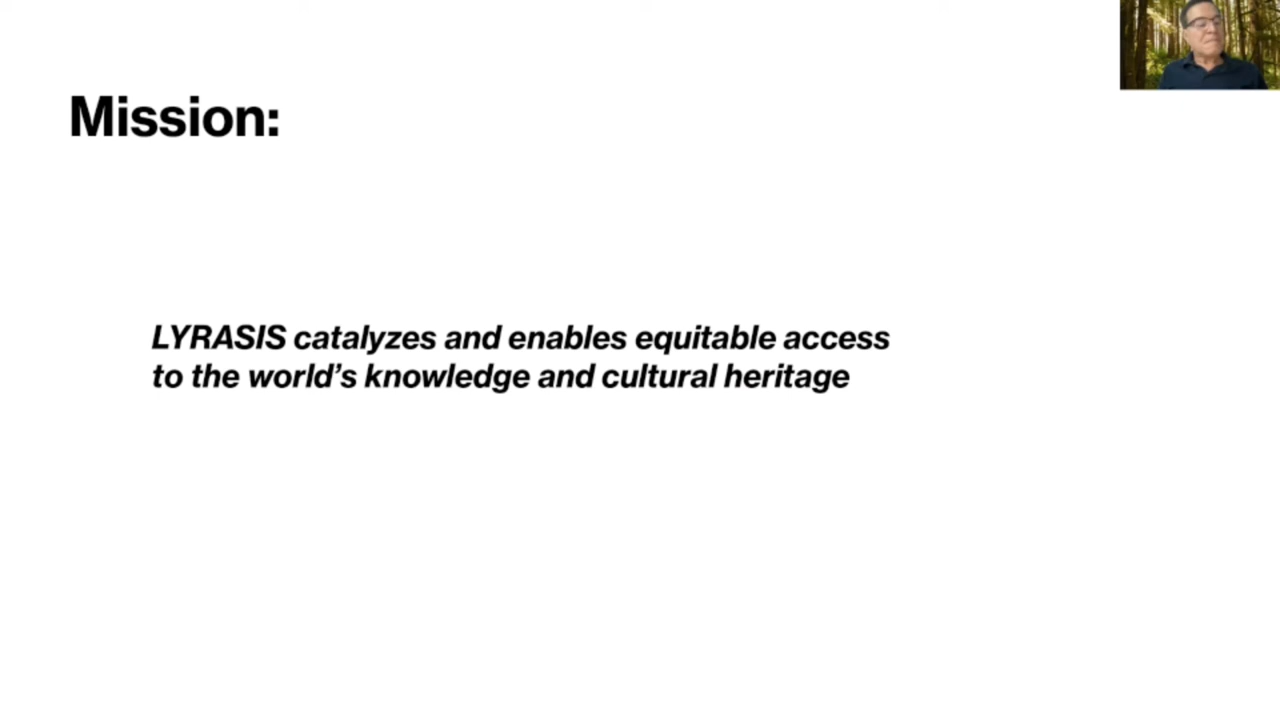 Mission:
LYRASIS catalyzes and enables equitable access
to the world’s knowledge and cultural heritage